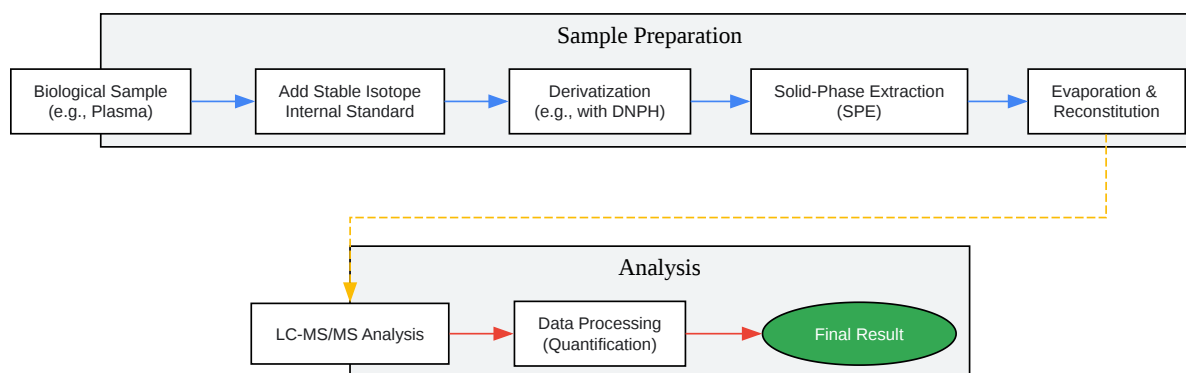 Sample Preparation
Biological Sample
(e.g., Plasma)
Add Stable Isotope
Internal Standard
Derivatization
(e.g., with DNPH)
Solid-Phase Extraction
(SPE)
Evaporation &
Reconstitution
Analysis
LC-MS/MS Analysis
Data Processing
(Quantification)
Final Result